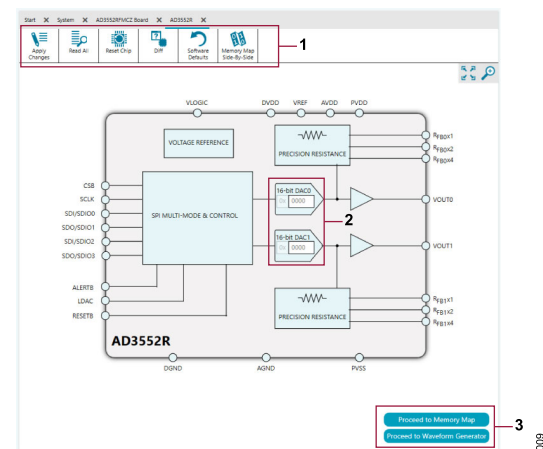 Start X System X AD3552RFMCZ Board X AD3552R X
Apply Changes
Read All
Reset Chip
Diff
Software Defaults
Memory Map Side-By-Side
1
VLOGIC DVDD VREF AVDD PVDD
VOLTAGE REFERENCE
PRECISION RESISTANCE
RFB0x1
RFB0x2
RFB0x4
CSB
SCLK
SDI/SDIO0
SDO/SDIO1
SDI/SDIO2
SDO/SDIO3
SPI MULTI-MODE & CONTROL
16-bit DAC0
0x 0000
2
16-bit DAC1
0x 0000
VOUT0
VOUT1
ALERTB
LDAC
RESETB
PRECISION RESISTANCE
RFB1x1
RFB1x2
RFB1x4
AD3552R
DGND AGND PVSS
Proceed to Memory Map
Proceed to Waveform Generator
3
009